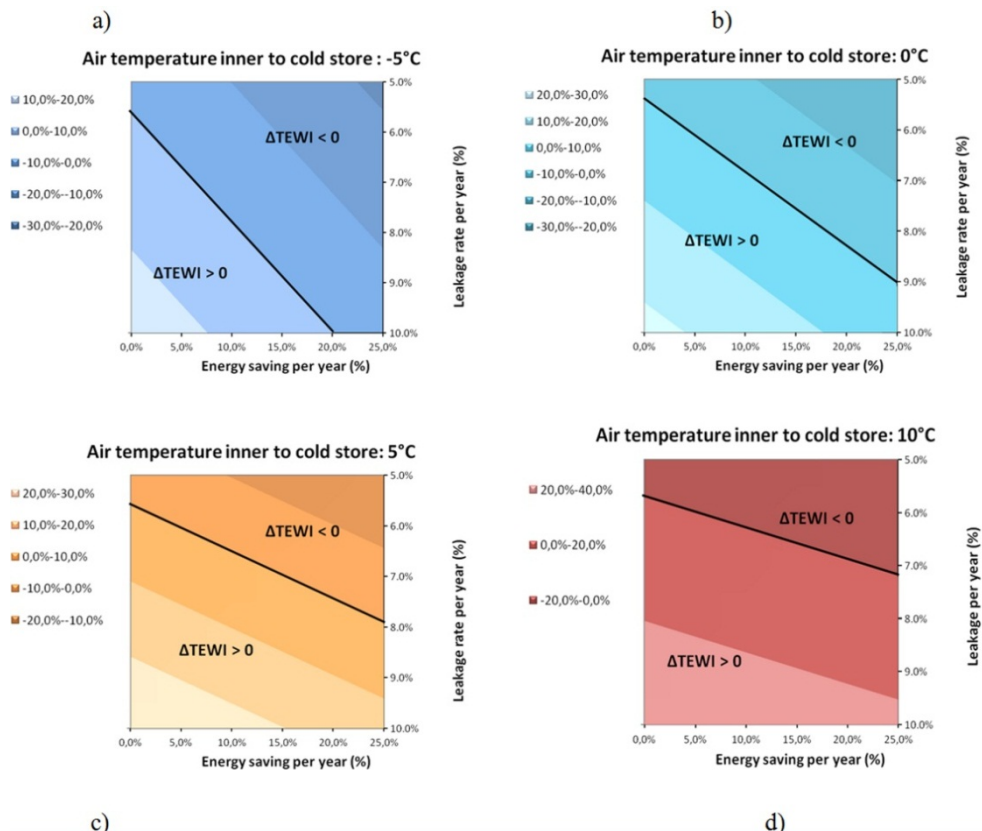 a)
Air temperature inner to cold store : -5°C
10,0%-20,0%
0,0%-10,0%
-10,0%-0,0%
-20,0%--10,0%
-30,0%--20,0%
ΔTEWI < 0
ΔTEWI > 0
5.0%
6.0%
7.0%
8.0%
9.0%
10.0%
Leakage rate per year (%)
0,0% 5,0% 10,0% 15,0% 20,0% 25,0%
Energy saving per year (%)
b)
Air temperature inner to cold store: 0°C
20,0%-30,0%
10,0%-20,0%
0,0%-10,0%
-10,0%-0,0%
-20,0%--10,0%
-30,0%--20,0%
ΔTEWI < 0
ΔTEWI > 0
5.0%
6.0%
7.0%
8.0%
9.0%
10.0%
Leakage rate per year (%)
0,0% 5,0% 10,0% 15,0% 20,0% 25,0%
Energy saving per year (%)
Air temperature inner to cold store: 5°C
20,0%-30,0%
10,0%-20,0%
0,0%-10,0%
-10,0%-0,0%
-20,0%--10,0%
ΔTEWI < 0
ΔTEWI > 0
5.0%
6.0%
7.0%
8.0%
9.0%
10.0%
Leakage rate per year (%)
0,0% 5,0% 10,0% 15,0% 20,0% 25,0%
Energy saving per year (%)
c)
Air temperature inner to cold store: 10°C
20,0%-40,0%
0,0%-20,0%
-20,0%-0,0%
ΔTEWI < 0
ΔTEWI > 0
5.0%
6.0%
7.0%
8.0%
9.0%
10.0%
Leakage per year (%)
0,0% 5,0% 10,0% 15,0% 20,0% 25,0%
Energy saving per year (%)
d)